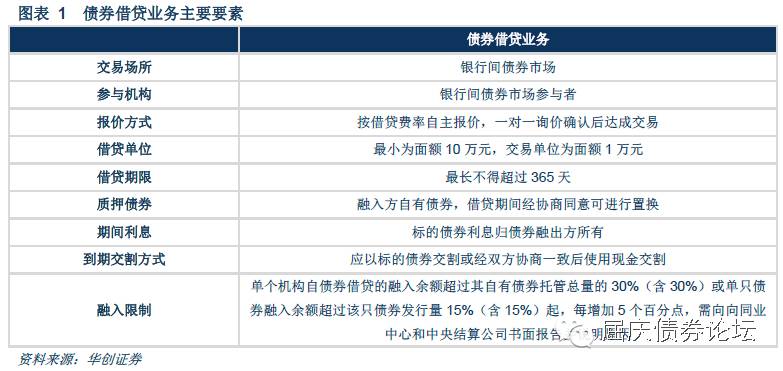 图表 1 债券借贷业务主要要素
债券借贷业务
交易场所 银行间债券市场
参与机构 银行间债券市场参与者
报价方式 按借贷费率自主报价，一对一询价确认后达成交易
借贷单位 最小为面额 10 万元，交易单位为面额 1 万元
借贷期限 最长不得超过 365 天
质押债券 融入方自有债券，借贷期间经协商同意可进行置换
期间利息 标的债券利息归债券融出方所有
到期交割方式 应以标的债券交割或经双方协商一致后使用现金交割
单个机构自债券借贷的融入余额超过其自有债券托管总量的 30%（含 30%）或单只债
融入限制 券融入余额超过该只债券发行量 15%（含 15%）起，每增加 5 个百分点，需向向同业
中心和中央结算公司书面报告 明
屈庆债券论坛
资料来源：华创证券